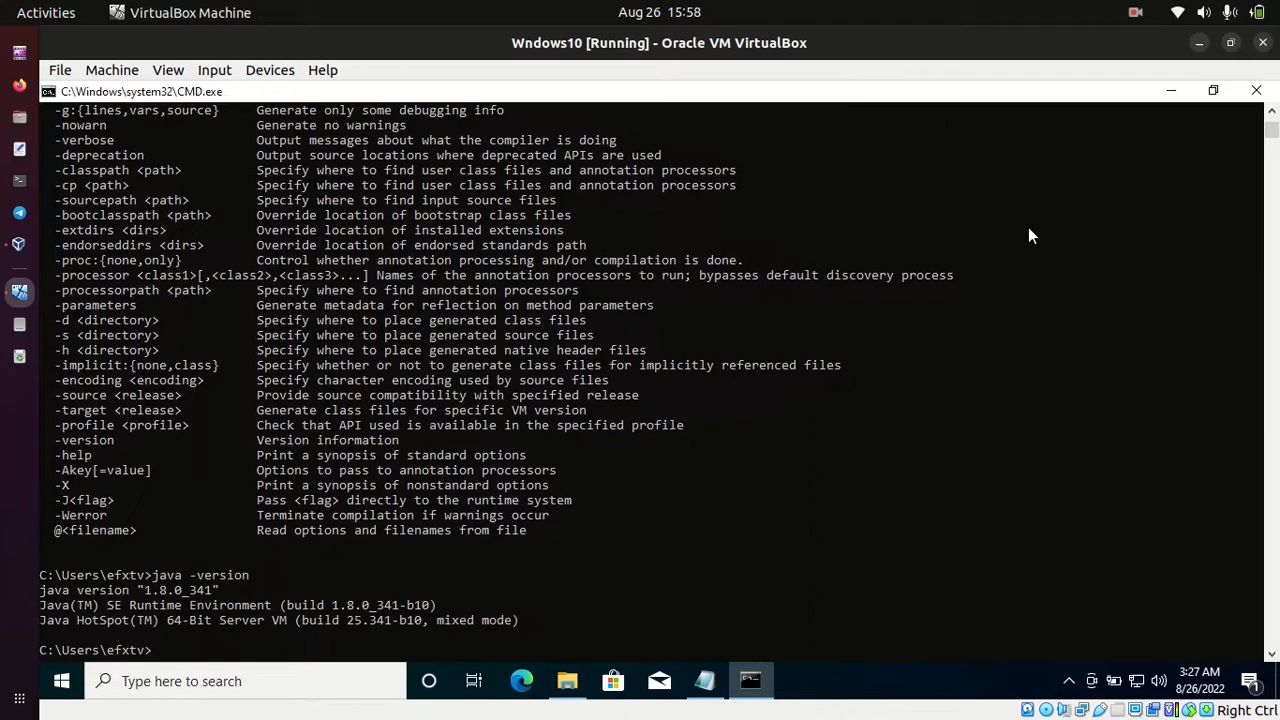 Activities VirtualBox Machine Aug 26 15:58
Wndows10 [Running] - Oracle VM VirtualBox
File Machine View Input Devices Help
C:\Windows\system32\CMD.exe
-g:{lines,vars,source} Generate only some debugging info
-nowarn Generate no warnings
-verbose Output messages about what the compiler is doing
-deprecation Output source locations where deprecated APIs are used
-classpath <path> Specify where to find user class files and annotation processors
-cp <path> Specify where to find user class files and annotation processors
-sourcepath <path> Specify where to find input source files
-bootclasspath <path> Override location of bootstrap class files
-extdirs <dirs> Override location of installed extensions
-endorseddirs <dirs> Override location of endorsed standards path
-proc:{none,only} Control whether annotation processing and/or compilation is done.
-processor <class1>[,<class2>,<class3>...] Names of the annotation processors to run; bypasses default discovery process
-processorpath <path> Specify where to find annotation processors
-parameters Generate metadata for reflection on method parameters
-d <directory> Specify where to place generated class files
-s <directory> Specify where to place generated source files
-h <directory> Specify where to place generated native header files
-implicit:{none,class} Specify whether or not to generate class files for implicitly referenced files
-encoding <encoding> Specify character encoding used by source files
-source <release> Provide source compatibility with specified release
-target <release> Generate class files for specific VM version
-profile <profile> Check that API used is available in the specified profile
-version Version information
-help Print a synopsis of standard options
-Akey[=value] Options to pass to annotation processors
-X Print a synopsis of nonstandard options
-J<flag> Pass <flag> directly to the runtime system
-Werror Terminate compilation if warnings occur
@<filename> Read options and filenames from file
C:\Users\efxtv>java -version
java version "1.8.0_341"
Java(TM) SE Runtime Environment (build 1.8.0_341-b10)
Java HotSpot(TM) 64-Bit Server VM (build 25.341-b10, mixed mode)
C:\Users\efxtv>
Type here to search
3:27 AM
8/26/2022
1
Right Ctrl